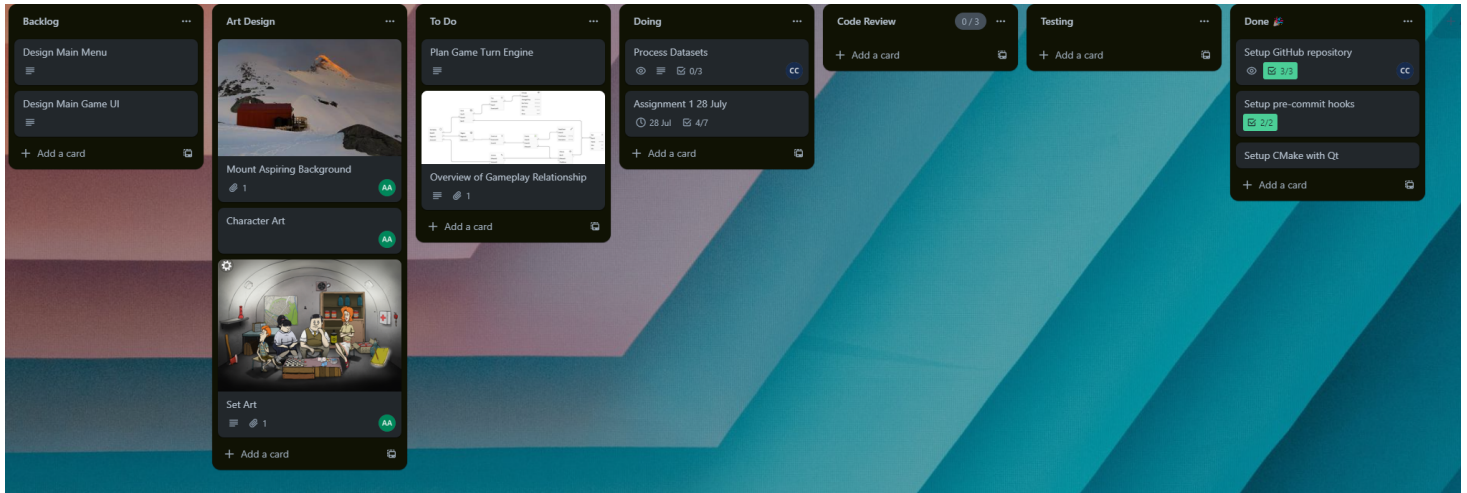 Backlog
Design Main Menu
Design Main Game UI
+ Add a card
Art Design
Mount Aspiring Background
1
AA
Character Art
AA
Set Art
1
AA
+ Add a card
To Do
Plan Game Turn Engine
Overview of Gameplay Relationship
1
+ Add a card
Doing
Process Datasets
0/3
CC
Assignment 1 28 July
28 Jul 4/7
+ Add a card
Code Review 0 / 3
+ Add a card
Testing
+ Add a card
Done 🎉
Setup GitHub repository
3/3
CC
Setup pre-commit hooks
2/2
Setup CMake with Qt
+ Add a card